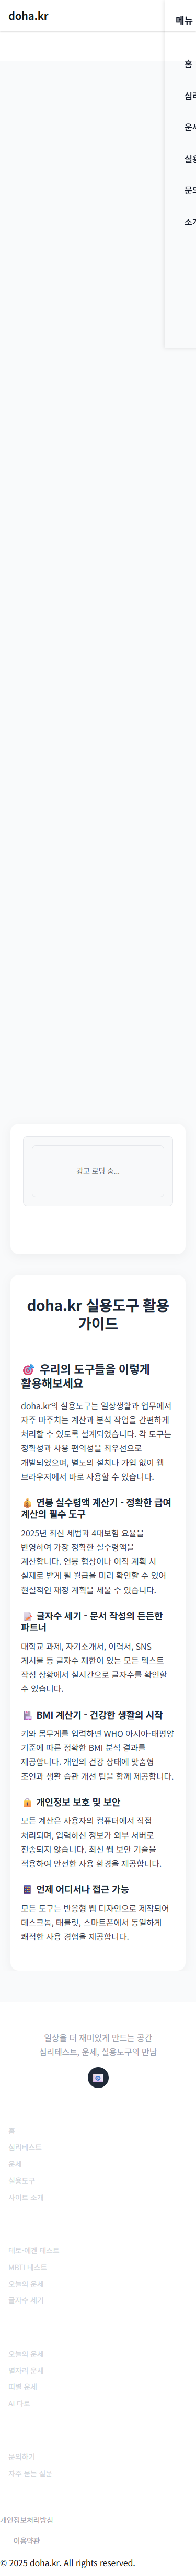 doha.kr
메뉴
홈
심리
운세
실용
문의
소개
광고 로딩 중...
doha.kr 실용도구 활용
가이드
🎯 우리의 도구들을 이렇게
활용해보세요
doha.kr의 실용도구는 일상생활과 업무에서
자주 마주치는 계산과 분석 작업을 간편하게
처리할 수 있도록 설계되었습니다. 각 도구는
정확성과 사용 편의성을 최우선으로
개발되었으며, 별도의 설치나 가입 없이 웹
브라우저에서 바로 사용할 수 있습니다.
💰 연봉 실수령액 계산기 - 정확한 급여
계산의 필수 도구
2025년 최신 세법과 4대보험 요율을
반영하여 가장 정확한 실수령액을
계산합니다. 연봉 협상이나 이직 계획 시
실제로 받게 될 월급을 미리 확인할 수 있어
현실적인 재정 계획을 세울 수 있습니다.
📝 글자수 세기 - 문서 작성의 든든한
파트너
대학교 과제, 자기소개서, 이력서, SNS
게시물 등 글자수 제한이 있는 모든 텍스트
작성 상황에서 실시간으로 글자수를 확인할
수 있습니다.
BMI 계산기 - 건강한 생활의 시작
키와 몸무게를 입력하면 WHO 아시아-태평양
기준에 따른 정확한 BMI 분석 결과를
제공합니다. 개인의 건강 상태에 맞춤형
조언과 생활 습관 개선 팁을 함께 제공합니다.
🔒 개인정보 보호 및 보안
모든 계산은 사용자의 컴퓨터에서 직접
처리되며, 입력하신 정보가 외부 서버로
전송되지 않습니다. 최신 웹 보안 기술을
적용하여 안전한 사용 환경을 제공합니다.
언제 어디서나 접근 가능
모든 도구는 반응형 웹 디자인으로 제작되어
데스크톱, 태블릿, 스마트폰에서 동일하게
쾌적한 사용 경험을 제공합니다.
일상을 더 재미있게 만드는 공간
심리테스트, 운세, 실용도구의 만남
홈
심리테스트
운세
실용도구
사이트 소개
테토-에겐 테스트
MBTI 테스트
오늘의 운세
글자수 세기
오늘의 운세
별자리 운세
띠별 운세
AI 타로
문의하기
자주 묻는 질문
개인정보처리방침
이용약관
© 2025 doha.kr. All rights reserved.